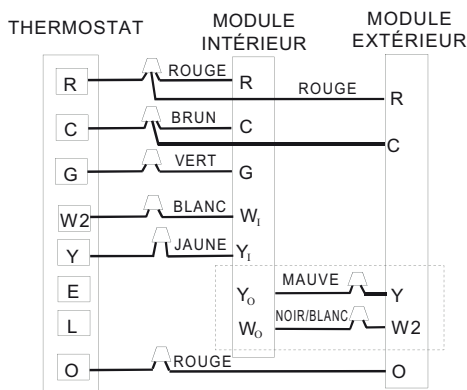 THERMOSTAT
MODULE
INTÉRIEUR
MODULE
EXTÉRIEUR
R ROUGE R ROUGE R
C BRUN C C
G VERT G
W2 BLANC WI
Y JAUNE YI
E YO MAUVE Y
L WO NOIR/BLANC W2
O ROUGE O